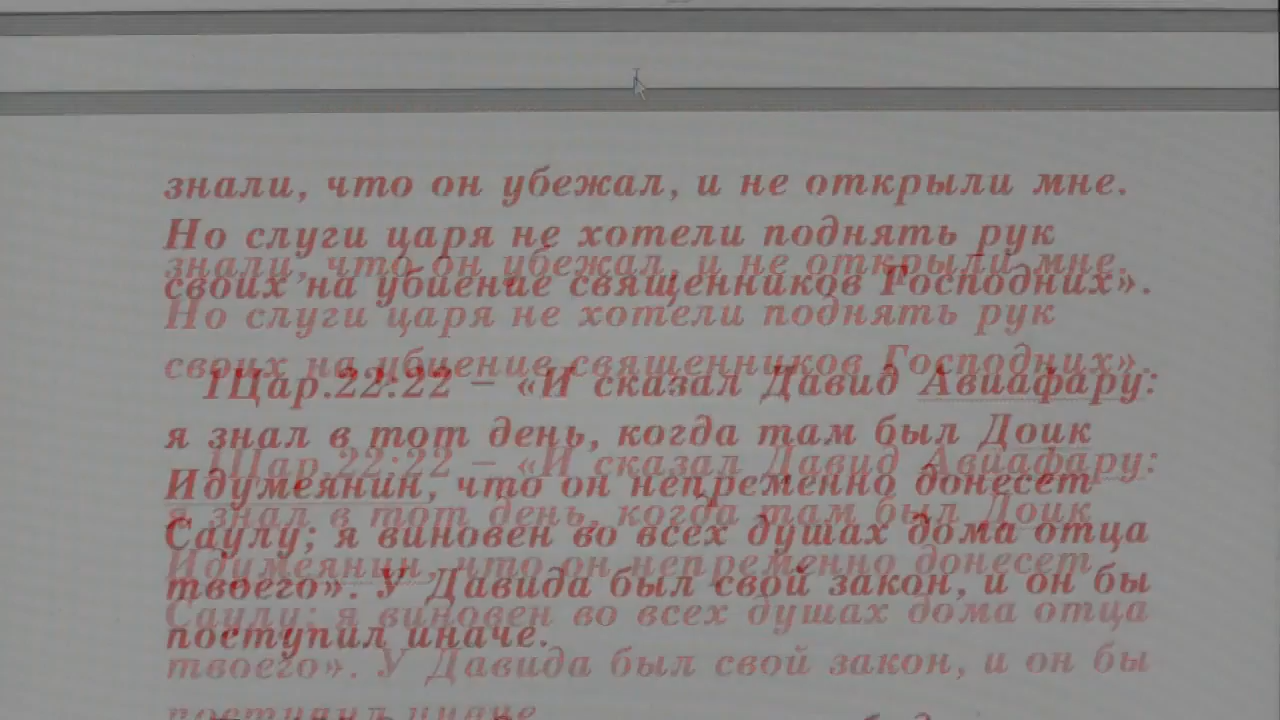 знали, что он убежал, и не открыли мне.
Но слуги царя не хотели поднять рук
своих на убиение священников Господних».
1Цар.22:22 – «И сказал Давид Авиафару:
я знал в тот день, когда там был Доик
Идумеянин, что он непременно донесет
Саулу; я виновен во всех душах дома отца
твоего». У Давида был свой закон, и он бы
поступил иначе.